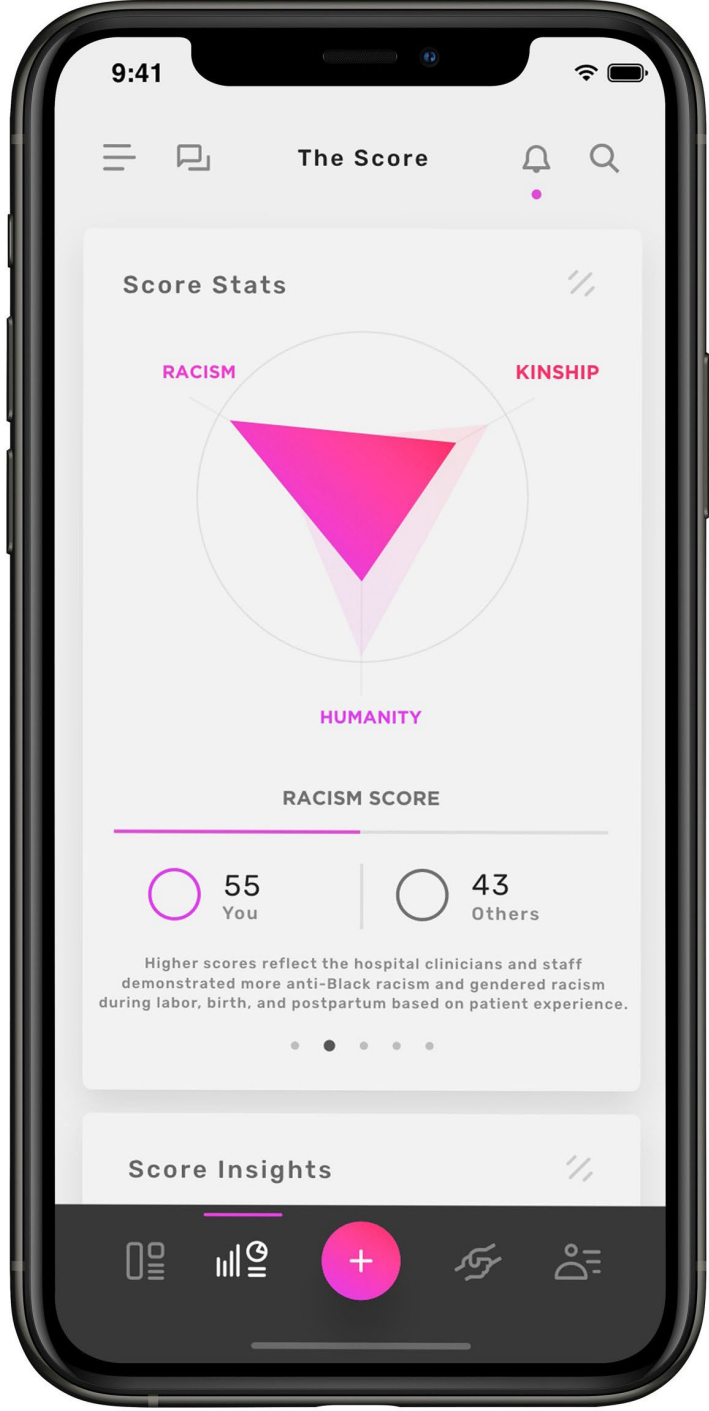 9:41
The Score
Score Stats
RACISM
KINSHIP
HUMANITY
RACISM SCORE
55
You
43
Others
Higher scores reflect the hospital clinicians and staff
demonstrated more anti-Black racism and gendered racism
during labor, birth, and postpartum based on patient experience.
Score Insights